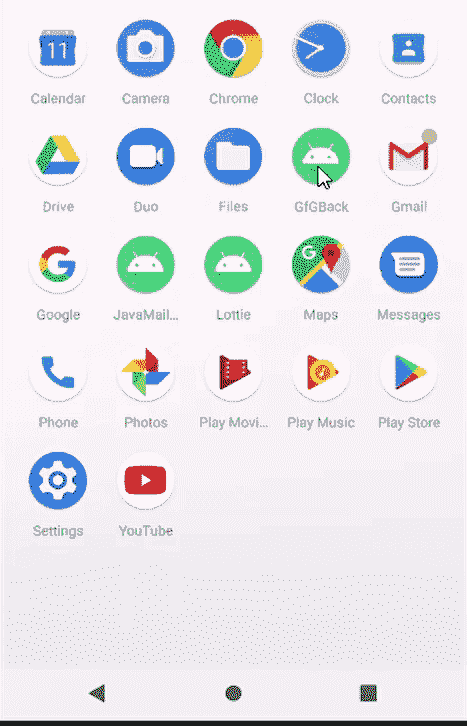 11
Calendar Camera Chrome Clock Contacts
Drive Duo Files GfGBack Gmail
G
G
Google JavaMail... Lottie Maps Messages
Phone Photos Play Movi... Play Music Play Store
Settings YouTube